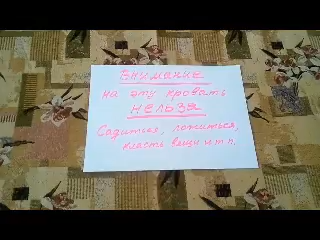 Внимание
на эту кровать
НЕЛЬЗЯ
Садиться, ложиться,
класть вещи и т.п.